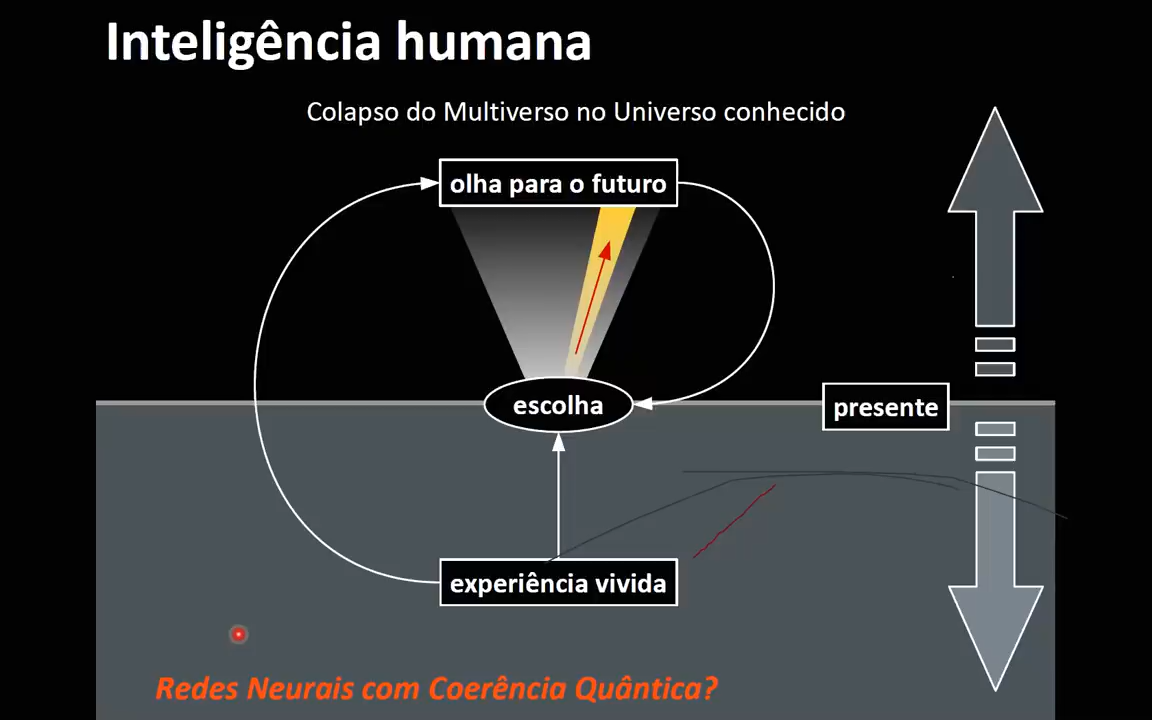 Inteligência humana
Colapso do Multiverso no Universo conhecido
olha para o futuro
escolha
presente
experiência vivida
Redes Neurais com Coerência Quântica?